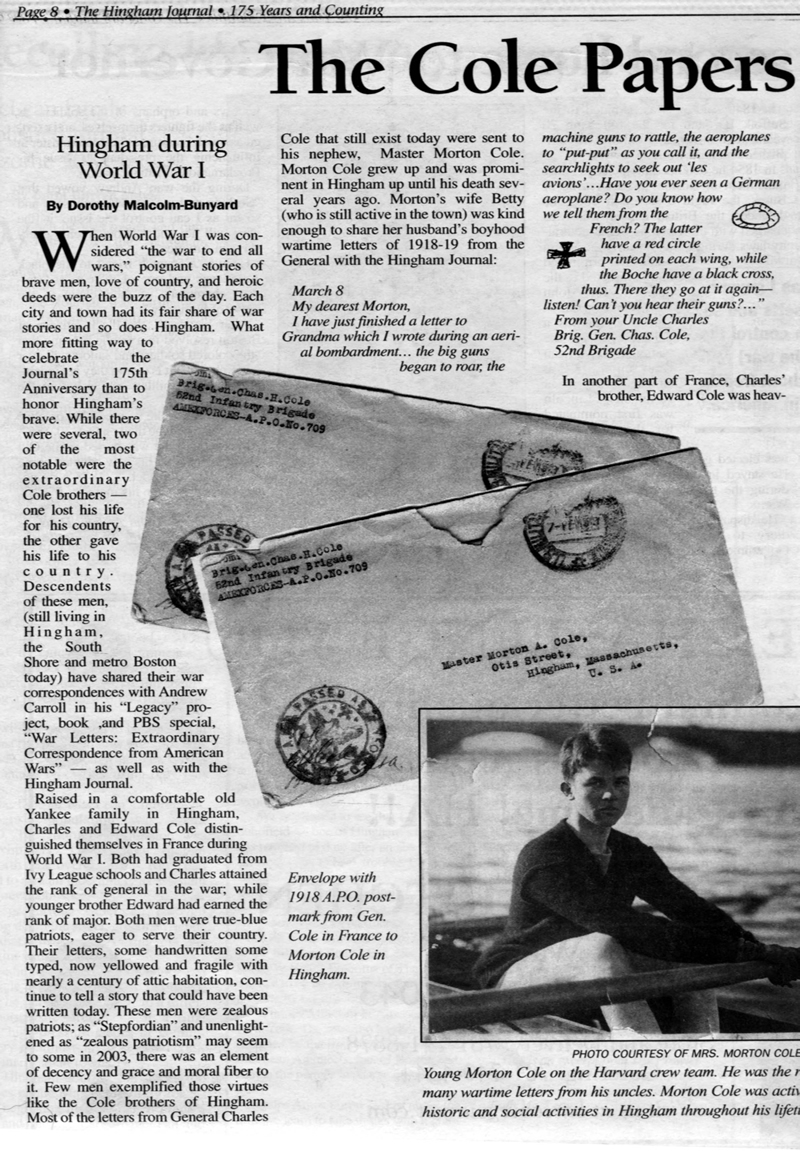 Page 8 • The Hingham Journal • 175 Years and Counting
The Cole Papers
Hingham during
World War I
By Dorothy Malcolm-Bunyard
When World War I was con-
sidered “the war to end all
wars,” poignant stories of
brave men, love of country, and heroic
deeds were the buzz of the day. Each
city and town had its fair share of war
stories and so does Hingham. What
more fitting way to
celebrate the
Journal’s 175th
Anniversary than to
honor Hingham’s
brave. While there
were several, two
of the most
notable were the
extraordinary
Cole brothers —
one lost his life
for his country,
the other gave
his life to his
country.
Descendents
of these men,
(still living in
Hingham,
the South
Shore and metro Boston
today) have shared their war
correspondences with Andrew
Carroll in his “Legacy” pro-
ject, book ,and PBS special,
“War Letters: Extraordinary
Correspondence from American
Wars” — as well as with the
Hingham Journal.
Raised in a comfortable old
Yankee family in Hingham,
Charles and Edward Cole distin-
guished themselves in France during
World War I. Both had graduated from
Ivy League schools and Charles attained
the rank of general in the war; while
younger brother Edward had earned the
rank of major. Both men were true-blue
patriots, eager to serve their country.
Their letters, some handwritten some
typed, now yellowed and fragile with
nearly a century of attic habitation, con-
tinue to tell a story that could have been
written today. These men were zealous
patriots; as “Stepfordian” and unenlight-
ened as “zealous patriotism” may seem
to some in 2003, there was an element
of decency and grace and moral fiber to
it. Few men exemplified those virtues
like the Cole brothers of Hingham.
Most of the letters from General Charles
Cole that still exist today were sent to
his nephew, Master Morton Cole.
Morton Cole grew up and was promi-
nent in Hingham up until his death sev-
eral years ago. Morton’s wife Betty
(who is still active in the town) was kind
enough to share her husband’s boyhood
wartime letters of 1918-19 from the
General with the Hingham Journal:
March 8
My dearest Morton,
I have just finished a letter to
Grandma which I wrote during an aeri-
al bombardment… the big guns
began to roar, the
machine guns to rattle, the aeroplanes
to “put-put” as you call it, and the
searchlights to seek out ‘les
avions’…Have you ever seen a German
aeroplane? Do you know how
we tell them from the
French? The latter
have a red circle
printed on each wing, while
the Boche have a black cross,
thus. There they go at it again—
listen! Can’t you hear their guns?…”
From your Uncle Charles
Brig. Gen. Chas. Cole,
52nd Brigade
In another part of France, Charles’
brother, Edward Cole was heav-
Brig.Gen.Chas.H.Cole
52nd Infantry Brigade
AMEXFORCES-A.P.O.No.709
PASSED AS
Brig.Gen.Chas.H.Cole
52nd Infantry Brigade
AMEXFORCES-A.P.O.No.709
Master Morton A. Cole,
Otis Street,
Hingham, Massachusetts,
U. S. A.
PASSED AS
Envelope with
1918 A.P.O. post-
mark from Gen.
Cole in France to
Morton Cole in
Hingham.
PHOTO COURTESY OF MRS. MORTON COLE
Young Morton Cole on the Harvard crew team. He was the r
many wartime letters from his uncles. Morton Cole was activ
historic and social activities in Hingham throughout his lifeti